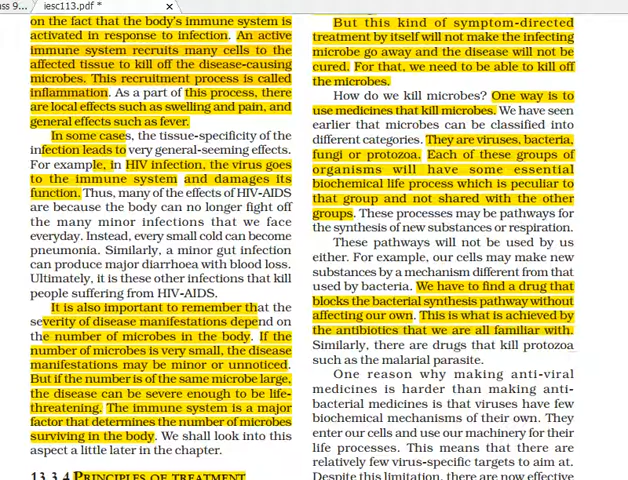 ss 9...
iesc113.pdf *
on the fact that the body's immune system is
activated in response to infection. An active
immune system recruits many cells to the
affected tissue to kill off the disease-causing
microbes. This recruitment process is called
inflammation. As a part of this process, there
are local effects such as swelling and pain, and
general effects such as fever.
In some cases, the tissue-specificity of the
infection leads to very general-seeming effects.
For example, in HIV infection, the virus goes
to the immune system and damages its
function. Thus, many of the effects of HIV-AIDS
are because the body can no longer fight off
the many minor infections that we face
everyday. Instead, every small cold can become
pneumonia. Similarly, a minor gut infection
can produce major diarrhoea with blood loss.
Ultimately, it is these other infections that kill
people suffering from HIV-AIDS.
It is also important to remember that the
severity of disease manifestations depend on
the number of microbes in the body. If the
number of microbes is very small, the disease
manifestations may be minor or unnoticed.
But if the number is of the same microbe large,
the disease can be severe enough to be life-
threatening. The immune system is a major
factor that determines the number of microbes
surviving in the body. We shall look into this
aspect a little later in the chapter.
13.3.4 PRINCIPLES OF TREATMENT
But this kind of symptom-directed
treatment by itself will not make the infecting
microbe go away and the disease will not be
cured. For that, we need to be able to kill off
the microbes.
How do we kill microbes? One way is to
use medicines that kill microbes. We have seen
earlier that microbes can be classified into
different categories. They are viruses, bacteria,
fungi or protozoa. Each of these groups of
organisms will have some essential
biochemical life process which is peculiar to
that group and not shared with the other
groups. These processes may be pathways for
the synthesis of new substances or respiration.
These pathways will not be used by us
either. For example, our cells may make new
substances by a mechanism different from that
used by bacteria. We have to find a drug that
blocks the bacterial synthesis pathway without
affecting our own. This is what is achieved by
the antibiotics that we are all familiar with.
Similarly, there are drugs that kill protozoa
such as the malarial parasite.
One reason why making anti-viral
medicines is harder than making anti-
bacterial medicines is that viruses have few
biochemical mechanisms of their own. They
enter our cells and use our machinery for their
life processes. This means that there are
relatively few virus-specific targets to aim at.
Despite this limitation, there are now effective